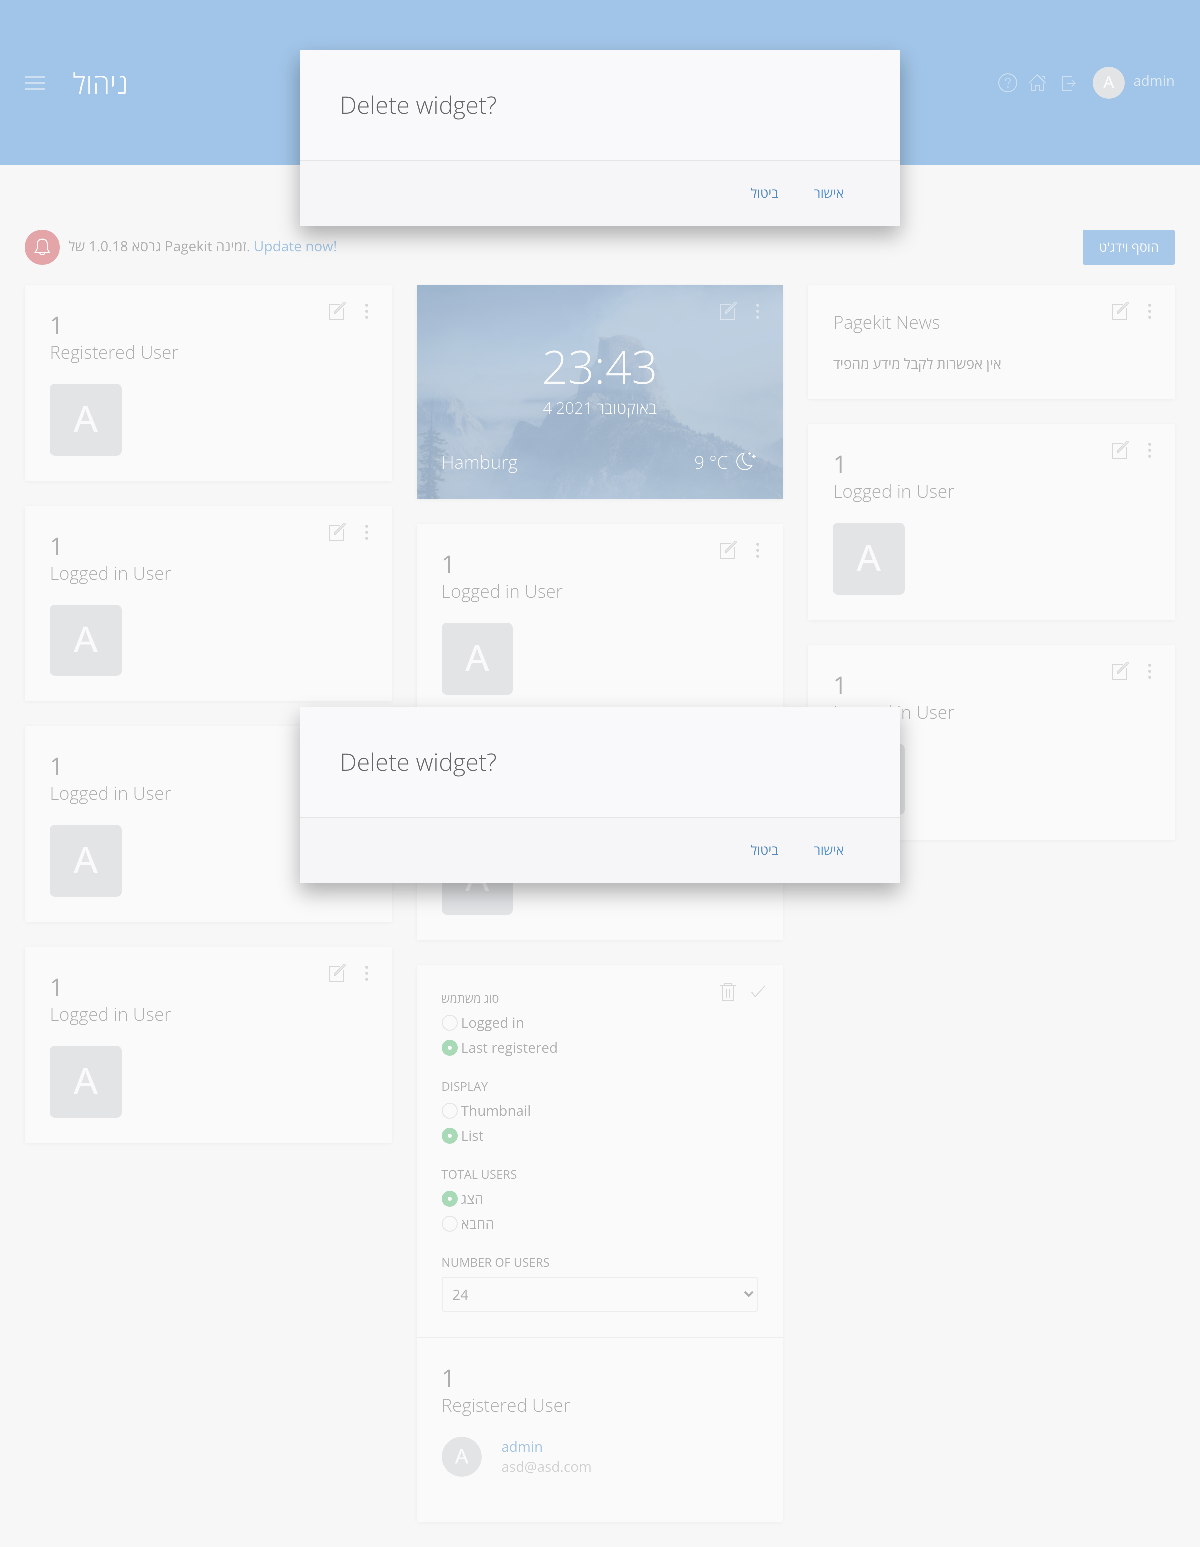 ניהול
A admin
Delete widget?
ביטול אישור
גרסא 1.0.18 של Pagekit זמינה. Update now!
הוסף וידג'ט
1
Registered User
A
1
Logged in User
A
1
Logged in User
A
1
Logged in User
A
23:43
4 באוקטובר 2021
Hamburg 9 °C
1
Logged in User
A
Delete widget?
ביטול אישור
סוג משתמש
Logged in
Last registered
DISPLAY
Thumbnail
List
TOTAL USERS
הצג
החבא
NUMBER OF USERS
24
1
Registered User
A admin
asd@asd.com
Pagekit News
אין אפשרות לקבל מידע מהפיד
1
Logged in User
A
1
in User